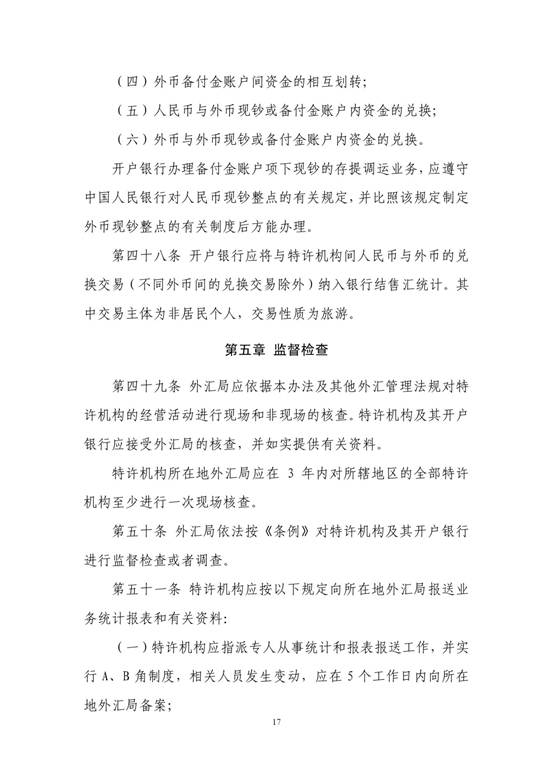 （四）外币备付金账户间资金的相互划转；
（五）人民币与外币现钞或备付金账户内资金的兑换；
（六）外币与外币现钞或备付金账户内资金的兑换。
开户银行办理备付金账户项下现钞的存提调运业务，应遵守
中国人民银行对人民币现钞整点的有关规定，并比照该规定制定
外币现钞整点的有关制度后方能办理。
第四十八条 开户银行应将与特许机构间人民币与外币的兑
换交易（不同外币间的兑换交易除外）纳入银行结售汇统计。其
中交易主体为非居民个人，交易性质为旅游。
第五章 监督检查
第四十九条 外汇局应依据本办法及其他外汇管理法规对特
许机构的经营活动进行现场和非现场的核查。特许机构及其开户
银行应接受外汇局的核查，并如实提供有关资料。
特许机构所在地外汇局应在 3 年内对所辖地区的全部特许
机构至少进行一次现场核查。
第五十条 外汇局依法按《条例》对特许机构及其开户银行
进行监督检查或者调查。
第五十一条 特许机构应按以下规定向所在地外汇局报送业
务统计报表和有关资料：
（一）特许机构应指派专人从事统计和报表报送工作，并实
行 A、B 角制度，相关人员发生变动，应在 5 个工作日内向所在
地外汇局备案；
17